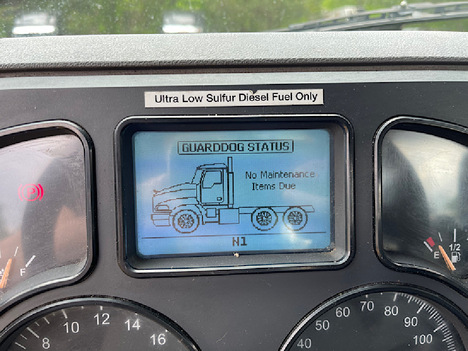 Ultra Low Sulfur Diesel Fuel Only
GUARDDOG STATUS
No Maintenance
Items Due
N1
E 1/2
8 10 12 14 16
40 50 60 70 80 90 100